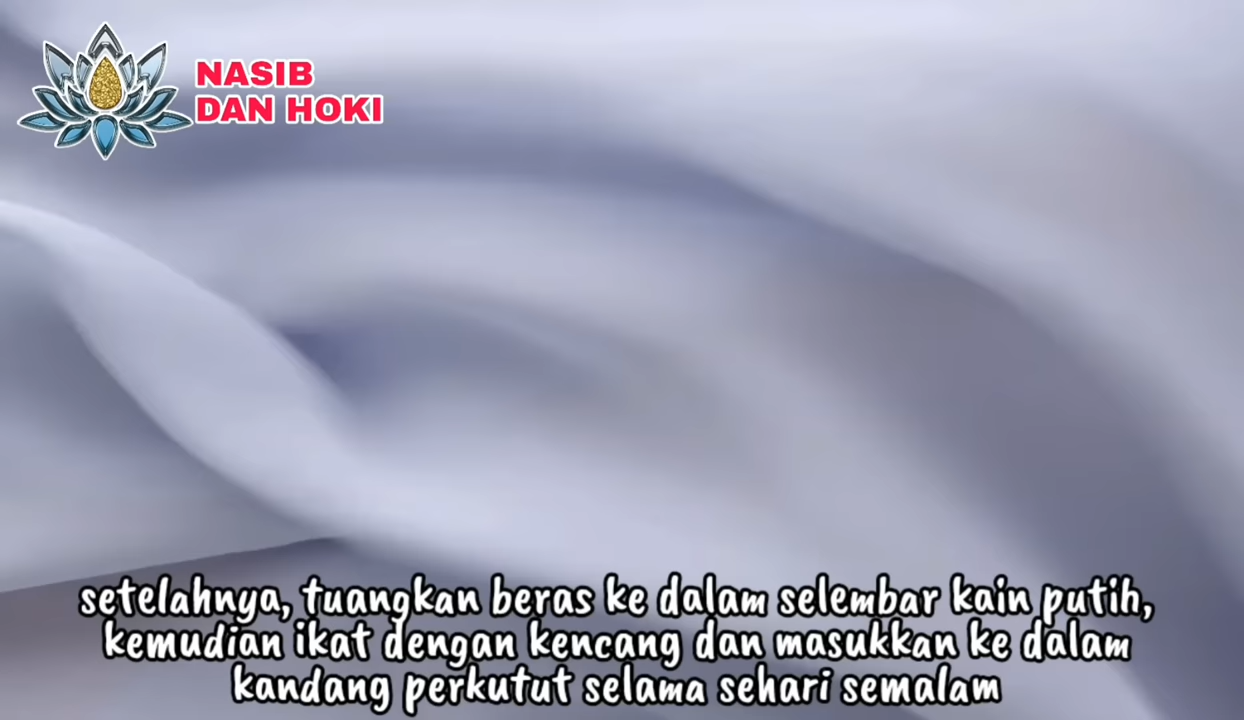 NASIB
DAN HOKI
setelahnya, tuangkan beras ke dalam selembar kain putih,
kemudian ikat dengan kencang dan masukkan ke dalam
kandang perkutut selama sehari semalam